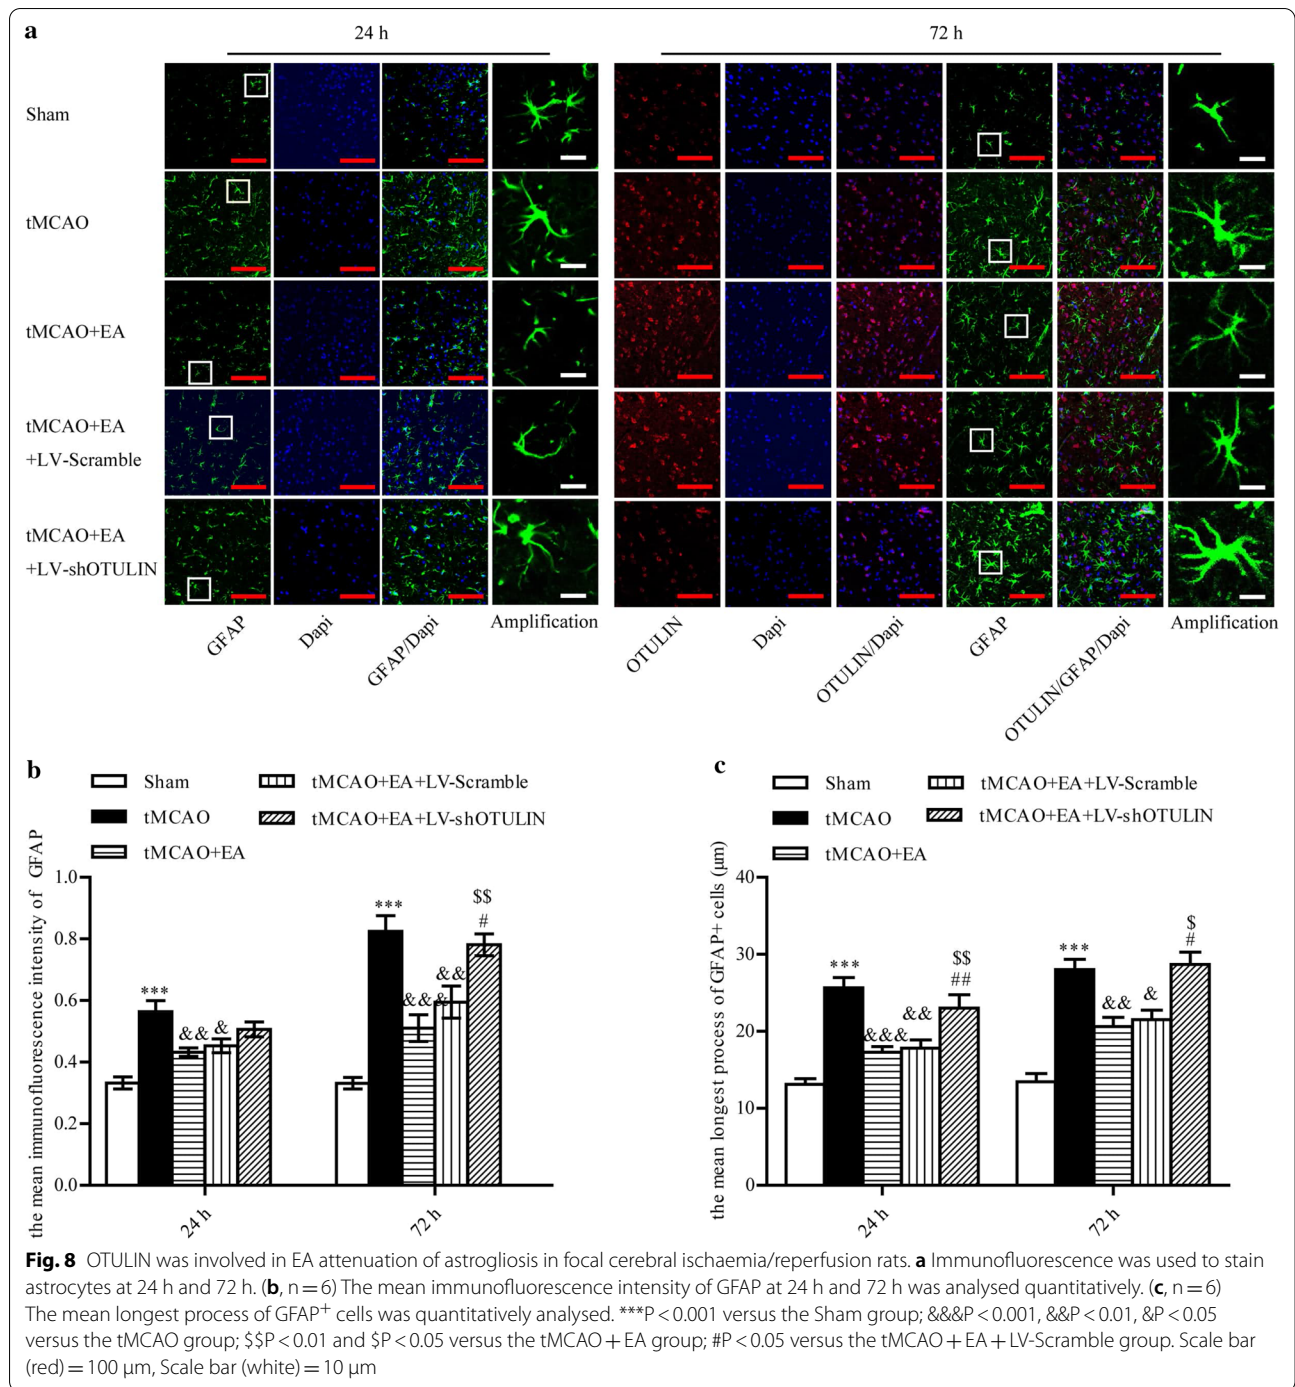 a
24 h
72 h
Sham
tMCAO
tMCAO+EA
tMCAO+EA
+LV-Scramble
tMCAO+EA
+LV-shOTULIN
GFAP
Dapi
GFAP/Dapi
Amplification
OTULIN
Dapi
OTULIN/Dapi
GFAP
OTULIN/GFAP/Dapi
Amplification
b
Sham
tMCAO
tMCAO+EA
tMCAO+EA+LV-Scramble
tMCAO+EA+LV-shOTULIN
the mean immunofluorescence intensity of GFAP
1.0
0.8
0.6
0.4
0.2
0.0
***
&&
&
***
&&&
&&
$$
#
24 h
72 h
c
Sham
tMCAO
tMCAO+EA
tMCAO+EA+LV-Scramble
tMCAO+EA+LV-shOTULIN
the mean longest process of GFAP+ cells (μm)
40
30
20
10
0
***
&&&
&&
$$
##
***
&&
&
$
#
24 h
72 h
Fig. 8 OTULIN was involved in EA attenuation of astrogliosis in focal cerebral ischaemia/reperfusion rats. a Immunofluorescence was used to stain
astrocytes at 24 h and 72 h. (b, n = 6) The mean immunofluorescence intensity of GFAP at 24 h and 72 h was analysed quantitatively. (c, n = 6)
The mean longest process of GFAP⁺ cells was quantitatively analysed. ***P < 0.001 versus the Sham group; &&&P < 0.001, &&P < 0.01, &P < 0.05
versus the tMCAO group; $$P < 0.01 and $P < 0.05 versus the tMCAO + EA group; #P < 0.05 versus the tMCAO + EA + LV-Scramble group. Scale bar
(red) = 100 μm, Scale bar (white) = 10 μm